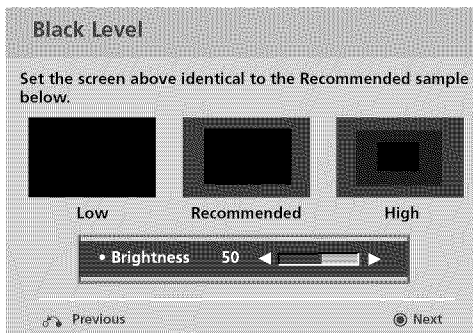 Black Level
Set the screen above identical to the Recommended sample
below.
Low Recommended High
• Brightness 50
Previous Next